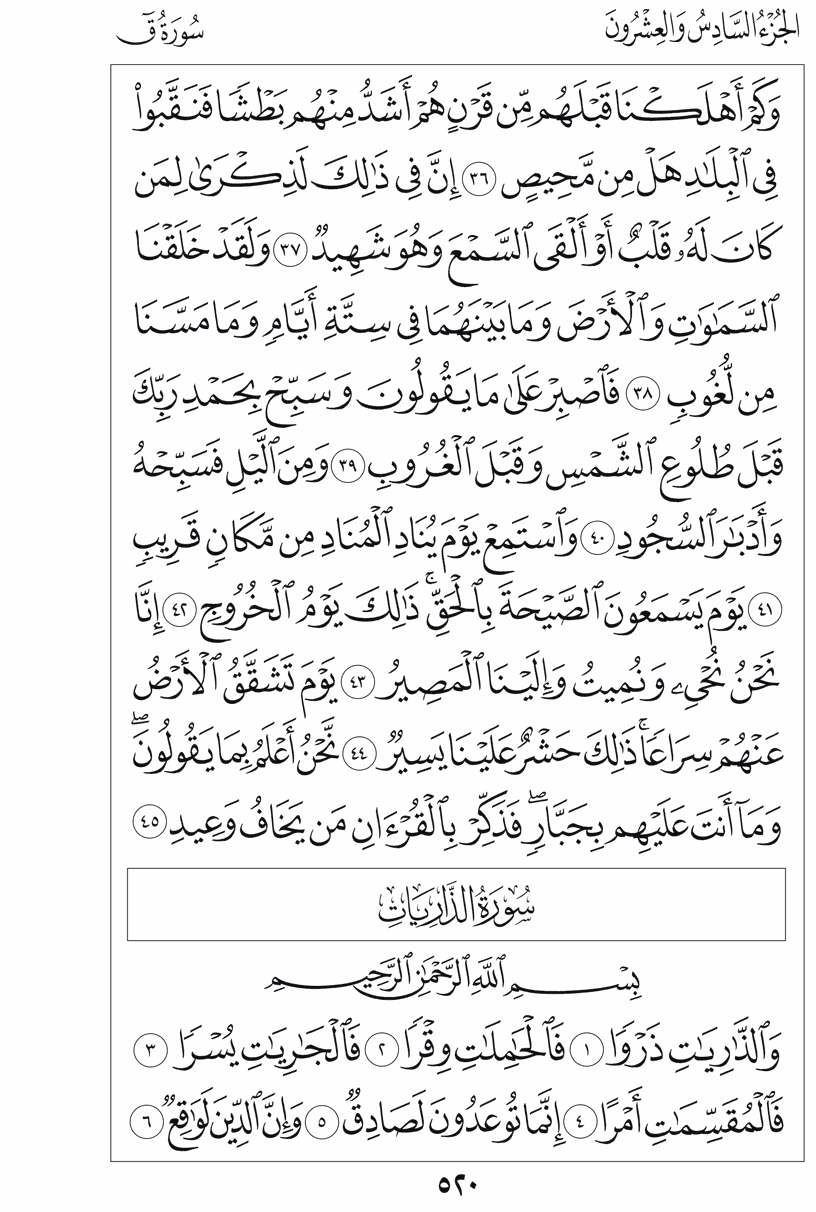 الجُزْءُ السَّادِسُ وَالعِشْرُونَ
سُورَةُ قٓ
وَكَمۡ أَهۡلَكۡنَا قَبۡلَهُم مِّن قَرۡنٍ هُمۡ أَشَدُّ مِنۡهُم بَطۡشٗا فَنَقَّبُواْ
فِي ٱلۡبِلَٰدِ هَلۡ مِن مَّحِيصٍ ٣٦ إِنَّ فِي ذَٰلِكَ لَذِكۡرَىٰ لِمَن
كَانَ لَهُۥ قَلۡبٌ أَوۡ أَلۡقَى ٱلسَّمۡعَ وَهُوَ شَهِيدٞ ٣٧ وَلَقَدۡ خَلَقۡنَا
ٱلسَّمَٰوَٰتِ وَٱلۡأَرۡضَ وَمَا بَيۡنَهُمَا فِي سِتَّةِ أَيَّامٖ وَمَا مَسَّنَا
مِن لُّغُوبٖ ٣٨ فَٱصۡبِرۡ عَلَىٰ مَا يَقُولُونَ وَسَبِّحۡ بِحَمۡدِ رَبِّكَ
قَبۡلَ طُلُوعِ ٱلشَّمۡسِ وَقَبۡلَ ٱلۡغُرُوبِ ٣٩ وَمِنَ ٱلَّيۡلِ فَسَبِّحۡهُ
وَأَدۡبَٰرَ ٱلسُّجُودِ ٤٠ وَٱسۡتَمِعۡ يَوۡمَ يُنَادِ ٱلۡمُنَادِ مِن مَّكَانٖ قَرِيبٖ
٤١ يَوۡمَ يَسۡمَعُونَ ٱلصَّيۡحَةَ بِٱلۡحَقِّۚ ذَٰلِكَ يَوۡمُ ٱلۡخُرُوجِ ٤٢ إِنَّا
نَحۡنُ نُحۡيِۦ وَنُمِيتُ وَإِلَيۡنَا ٱلۡمَصِيرُ ٤٣ يَوۡمَ تَشَقَّقُ ٱلۡأَرۡضُ
عَنۡهُمۡ سِرَاعٗاۚ ذَٰلِكَ حَشۡرٌ عَلَيۡنَا يَسِيرٞ ٤٤ نَّحۡنُ أَعۡلَمُ بِمَا يَقُولُونَۖ
وَمَآ أَنتَ عَلَيۡهِم بِجَبَّارٖۖ فَذَكِّرۡ بِٱلۡقُرۡءَانِ مَن يَخَافُ وَعِيدِ ٤٥
سُورَةُ الذَّارِيَاتِ
بِسۡمِ ٱللَّهِ ٱلرَّحۡمَٰنِ ٱلرَّحِيمِ
وَٱلذَّٰرِيَٰتِ ذَرۡوٗا ١ فَٱلۡحَٰمِلَٰتِ وِقۡرٗا ٢ فَٱلۡجَٰرِيَٰتِ يُسۡرٗا ٣
فَٱلۡمُقَسِّمَٰتِ أَمۡرًا ٤ إِنَّمَا تُوعَدُونَ لَصَادِقٞ ٥ وَإِنَّ ٱلدِّينَ لَوَٰقِعٞ ٦
٥٢٠